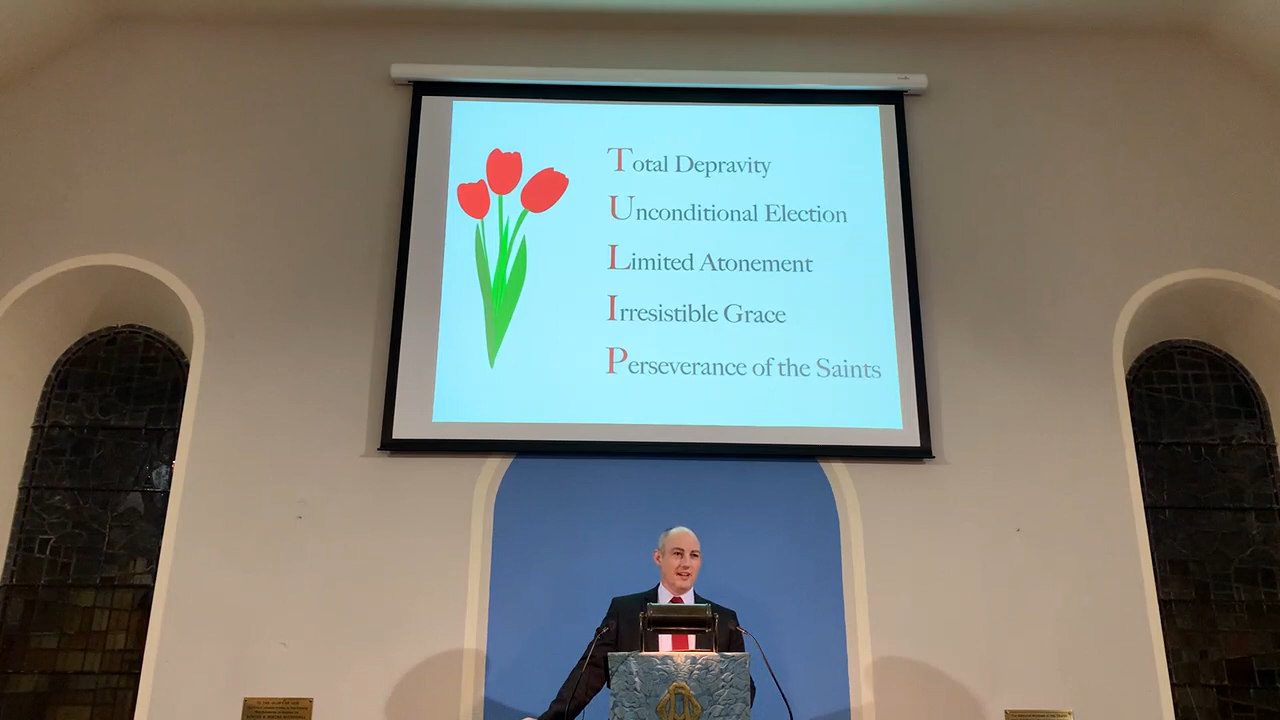 Total Depravity
Unconditional Election
Limited Atonement
Irresistible Grace
Perseverance of the Saints